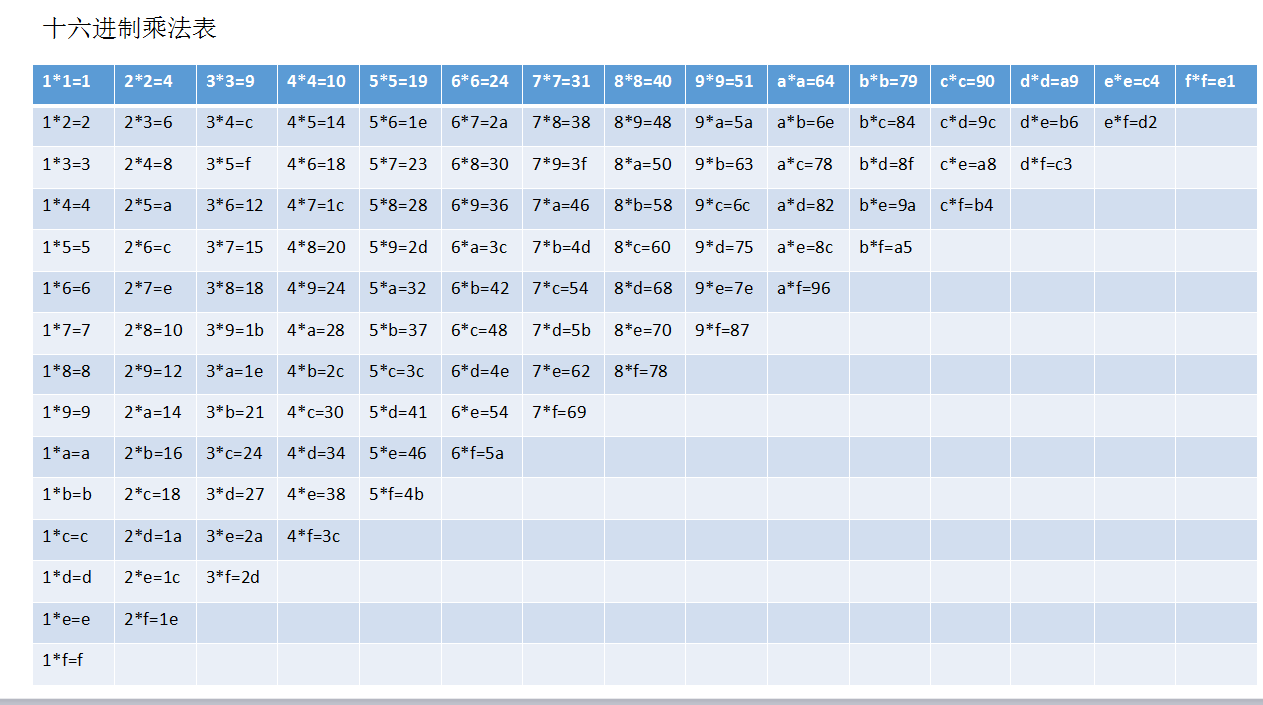 十六进制乘法表
1*1=1 2*2=4 3*3=9 4*4=10 5*5=19 6*6=24 7*7=31 8*8=40 9*9=51 a*a=64 b*b=79 c*c=90 d*d=a9 e*e=c4 f*f=e1
1*2=2 2*3=6 3*4=c 4*5=14 5*6=1e 6*7=2a 7*8=38 8*9=48 9*a=5a a*b=6e b*c=84 c*d=9c d*e=b6 e*f=d2
1*3=3 2*4=8 3*5=f 4*6=18 5*7=23 6*8=30 7*9=3f 8*a=50 9*b=63 a*c=78 b*d=8f c*e=a8 d*f=c3
1*4=4 2*5=a 3*6=12 4*7=1c 5*8=28 6*9=36 7*a=46 8*b=58 9*c=6c a*d=82 b*e=9a c*f=b4
1*5=5 2*6=c 3*7=15 4*8=20 5*9=2d 6*a=3c 7*b=4d 8*c=60 9*d=75 a*e=8c b*f=a5
1*6=6 2*7=e 3*8=18 4*9=24 5*a=32 6*b=42 7*c=54 8*d=68 9*e=7e a*f=96
1*7=7 2*8=10 3*9=1b 4*a=28 5*b=37 6*c=48 7*d=5b 8*e=70 9*f=87
1*8=8 2*9=12 3*a=1e 4*b=2c 5*c=3c 6*d=4e 7*e=62 8*f=78
1*9=9 2*a=14 3*b=21 4*c=30 5*d=41 6*e=54 7*f=69
1*a=a 2*b=16 3*c=24 4*d=34 5*e=46 6*f=5a
1*b=b 2*c=18 3*d=27 4*e=38 5*f=4b
1*c=c 2*d=1a 3*e=2a 4*f=3c
1*d=d 2*e=1c 3*f=2d
1*e=e 2*f=1e
1*f=f